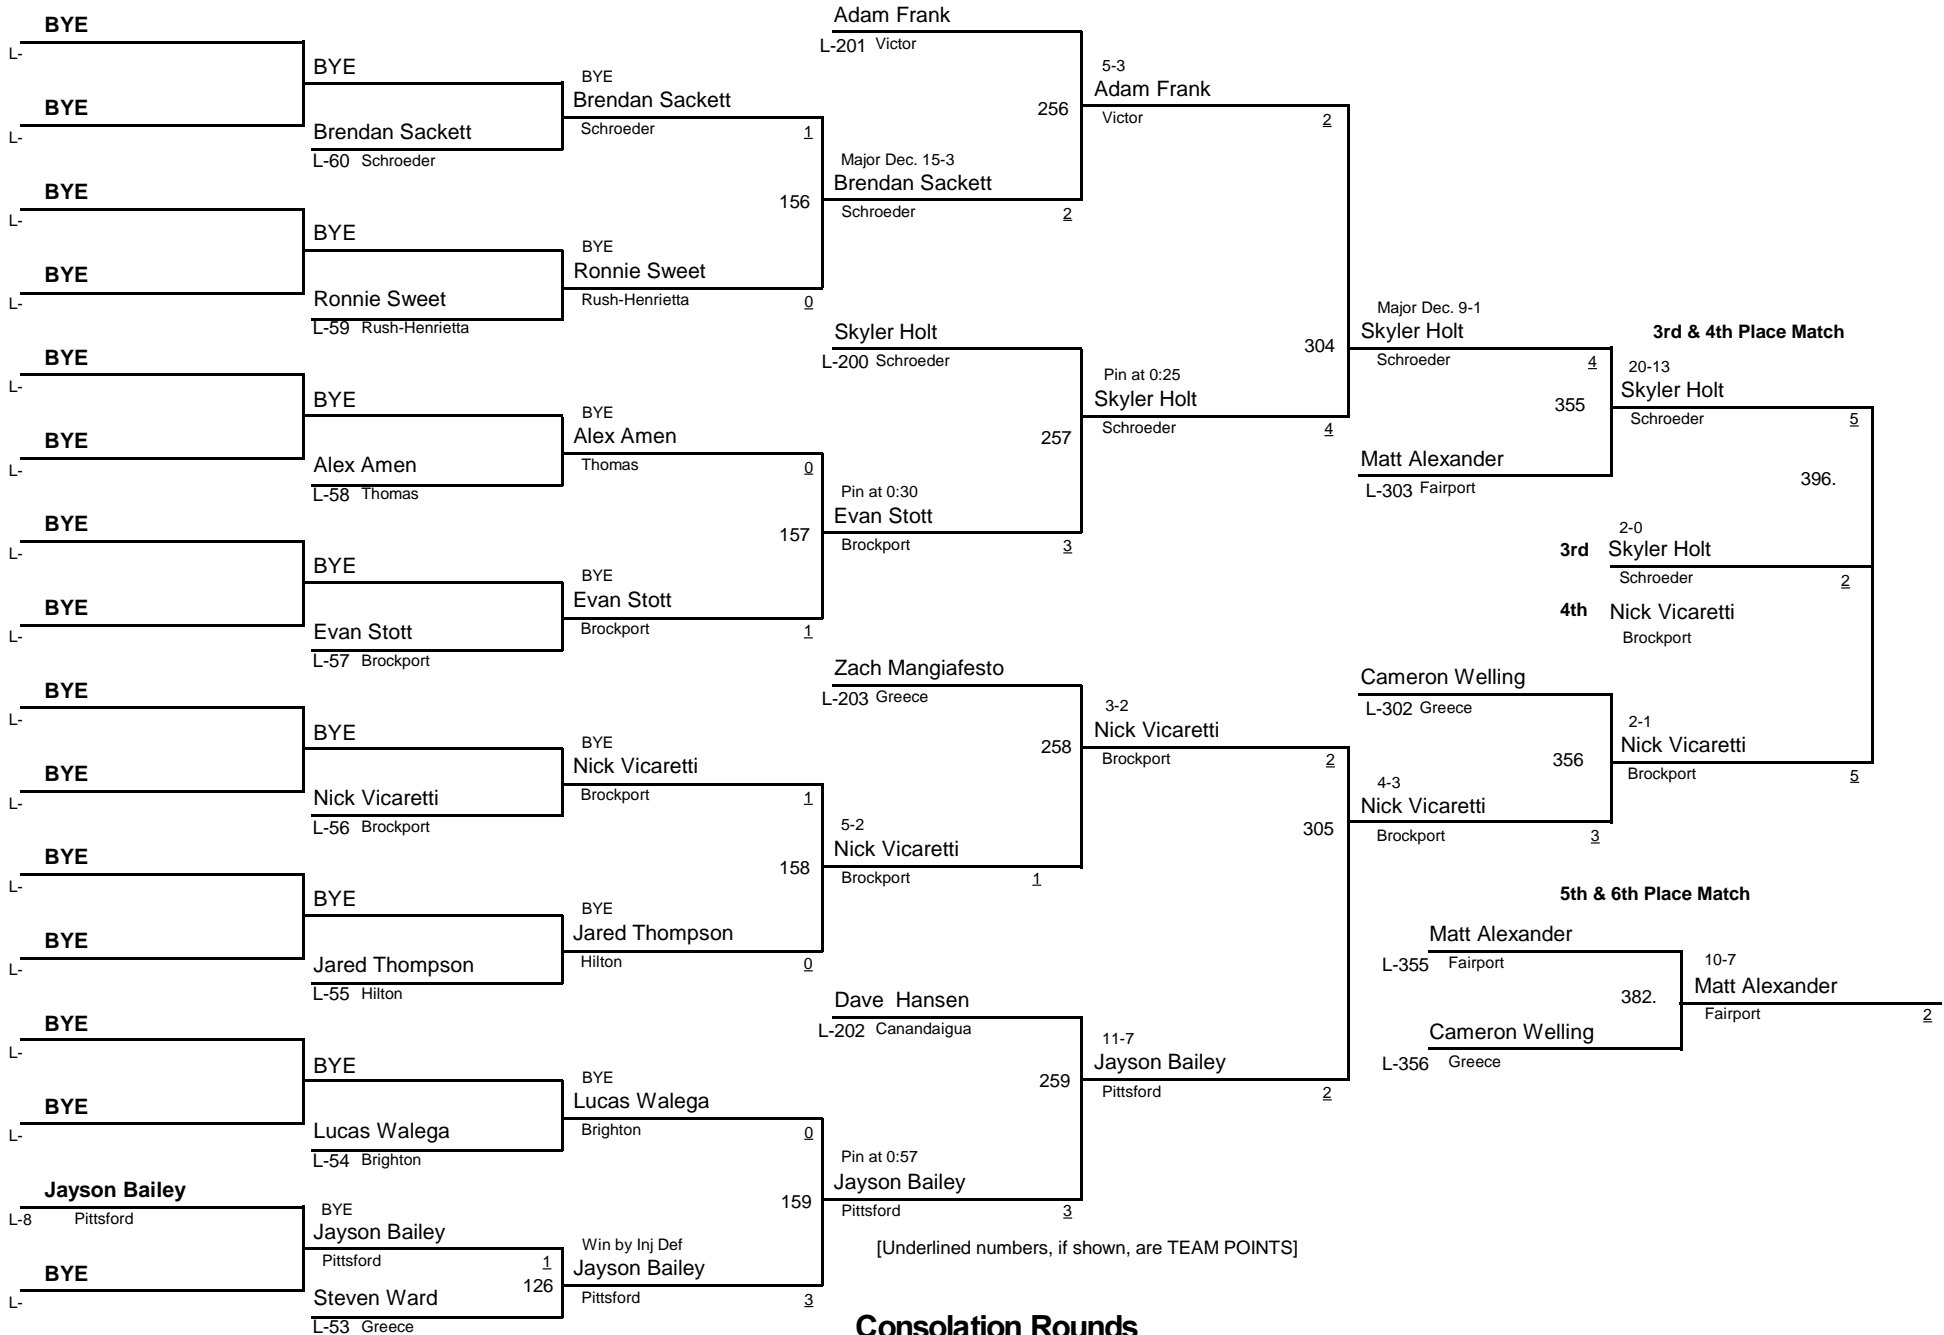 BYE
L-
BYE
L-
BYE
L-
BYE
L-
BYE
L-
BYE
L-
BYE
L-
BYE
L-
BYE
L-
BYE
L-
BYE
L-
BYE
L-
BYE
L-
BYE
L-
Jayson Bailey
L-8 Pittsford
BYE
L-
BYE
Brendan Sackett
L-60 Schroeder
BYE
Ronnie Sweet
L-59 Rush-Henrietta
BYE
Alex Amen
L-58 Thomas
BYE
Evan Stott
L-57 Brockport
BYE
Nick Vicaretti
L-56 Brockport
BYE
Jared Thompson
L-55 Hilton
BYE
Lucas Walega
L-54 Brighton
BYE
Jayson Bailey
Pittsford 1
126
Steven Ward
L-53 Greece
BYE
Brendan Sackett
Schroeder 1
156
BYE
Ronnie Sweet
Rush-Henrietta 0
BYE
Alex Amen
Thomas 0
157
BYE
Evan Stott
Brockport 1
BYE
Nick Vicaretti
Brockport 1
158
BYE
Jared Thompson
Hilton 0
BYE
Lucas Walega
Brighton 0
159
Win by Inj Def
Jayson Bailey
Pittsford 3
Adam Frank
L-201 Victor
256
Major Dec. 15-3
Brendan Sackett
Schroeder 2
Skyler Holt
L-200 Schroeder
257
Pin at 0:30
Evan Stott
Brockport 3
Zach Mangiafesto
L-203 Greece
258
5-2
Nick Vicaretti
Brockport 1
Dave Hansen
L-202 Canandaigua
259
Pin at 0:57
Jayson Bailey
Pittsford 3
5-3
Adam Frank
Victor 2
304
Pin at 0:25
Skyler Holt
Schroeder 4
3-2
Nick Vicaretti
Brockport 2
305
11-7
Jayson Bailey
Pittsford 2
Major Dec. 9-1
Skyler Holt
Schroeder 4
355
Matt Alexander
L-303 Fairport
Cameron Welling
L-302 Greece
356
4-3
Nick Vicaretti
Brockport 3
3rd & 4th Place Match
20-13
Skyler Holt
Schroeder 5
396.
2-0
3rd Skyler Holt
Schroeder 2
4th Nick Vicaretti
Brockport
2-1
Nick Vicaretti
Brockport 5
5th & 6th Place Match
Matt Alexander
L-355 Fairport
382.
Cameron Welling
L-356 Greece
10-7
Matt Alexander
Fairport 2
[Underlined numbers, if shown, are TEAM POINTS]
Consolation Rounds